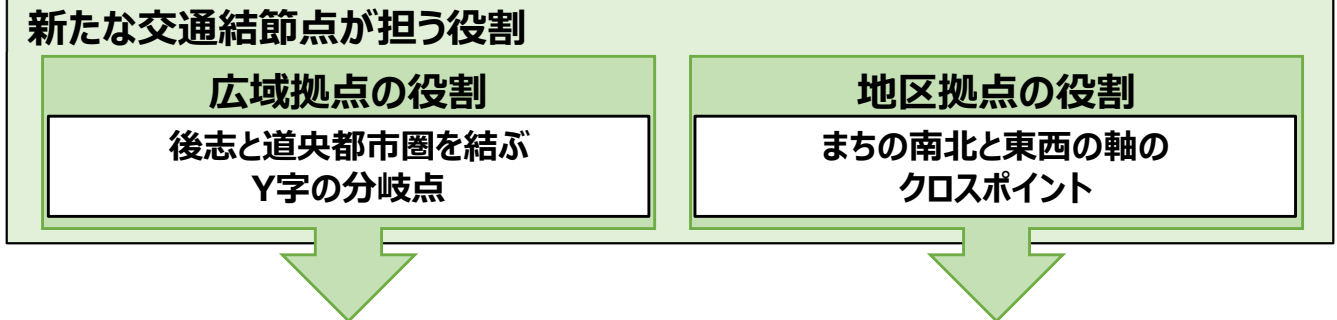 新たな交通結節点が担う役割
広域拠点の役割
後志と道央都市圏を結ぶ
Y字の分岐点
地区拠点の役割
まちの南北と東西の軸の
クロスポイント